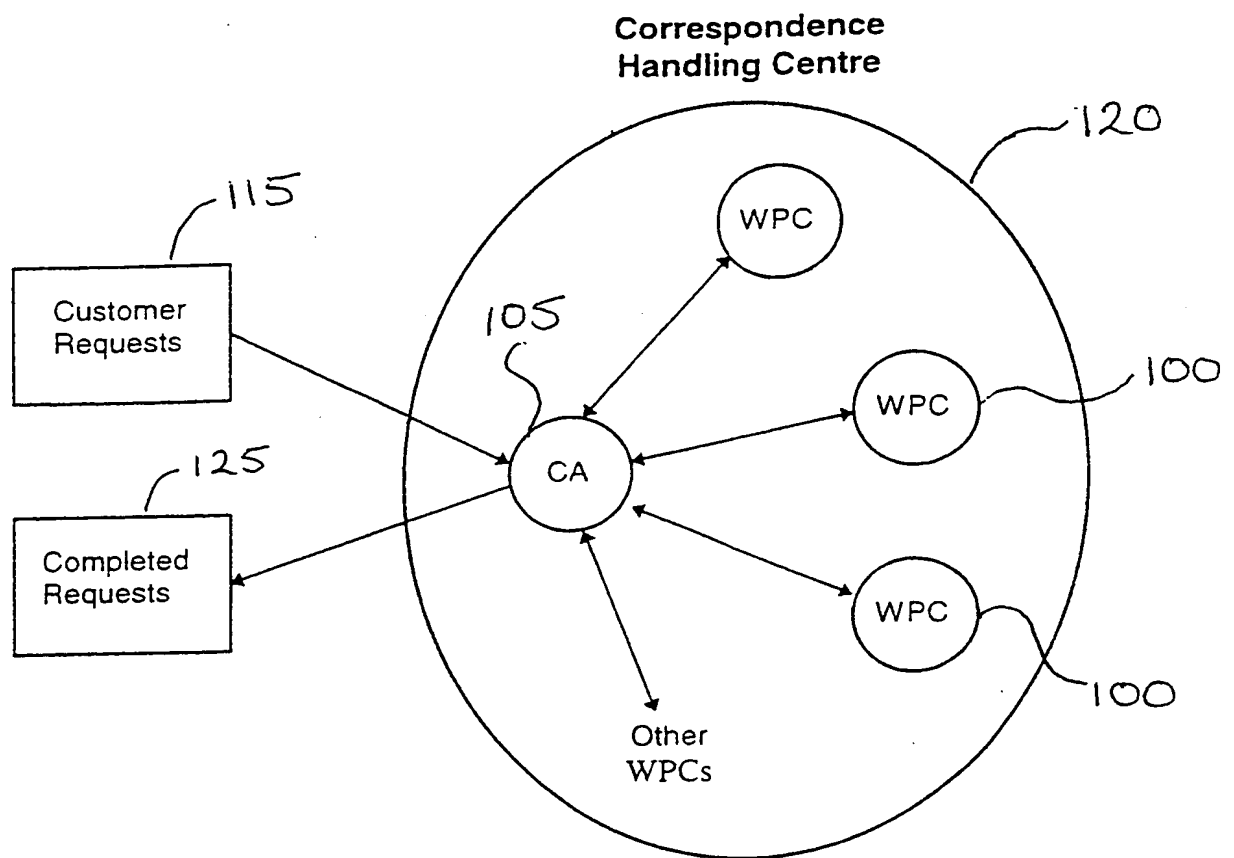 Correspondence
Handling Centre
120
115
WPC
Customer
Requests
105
100
WPC
125
CA
Completed
Requests
WPC
100
Other
WPCs